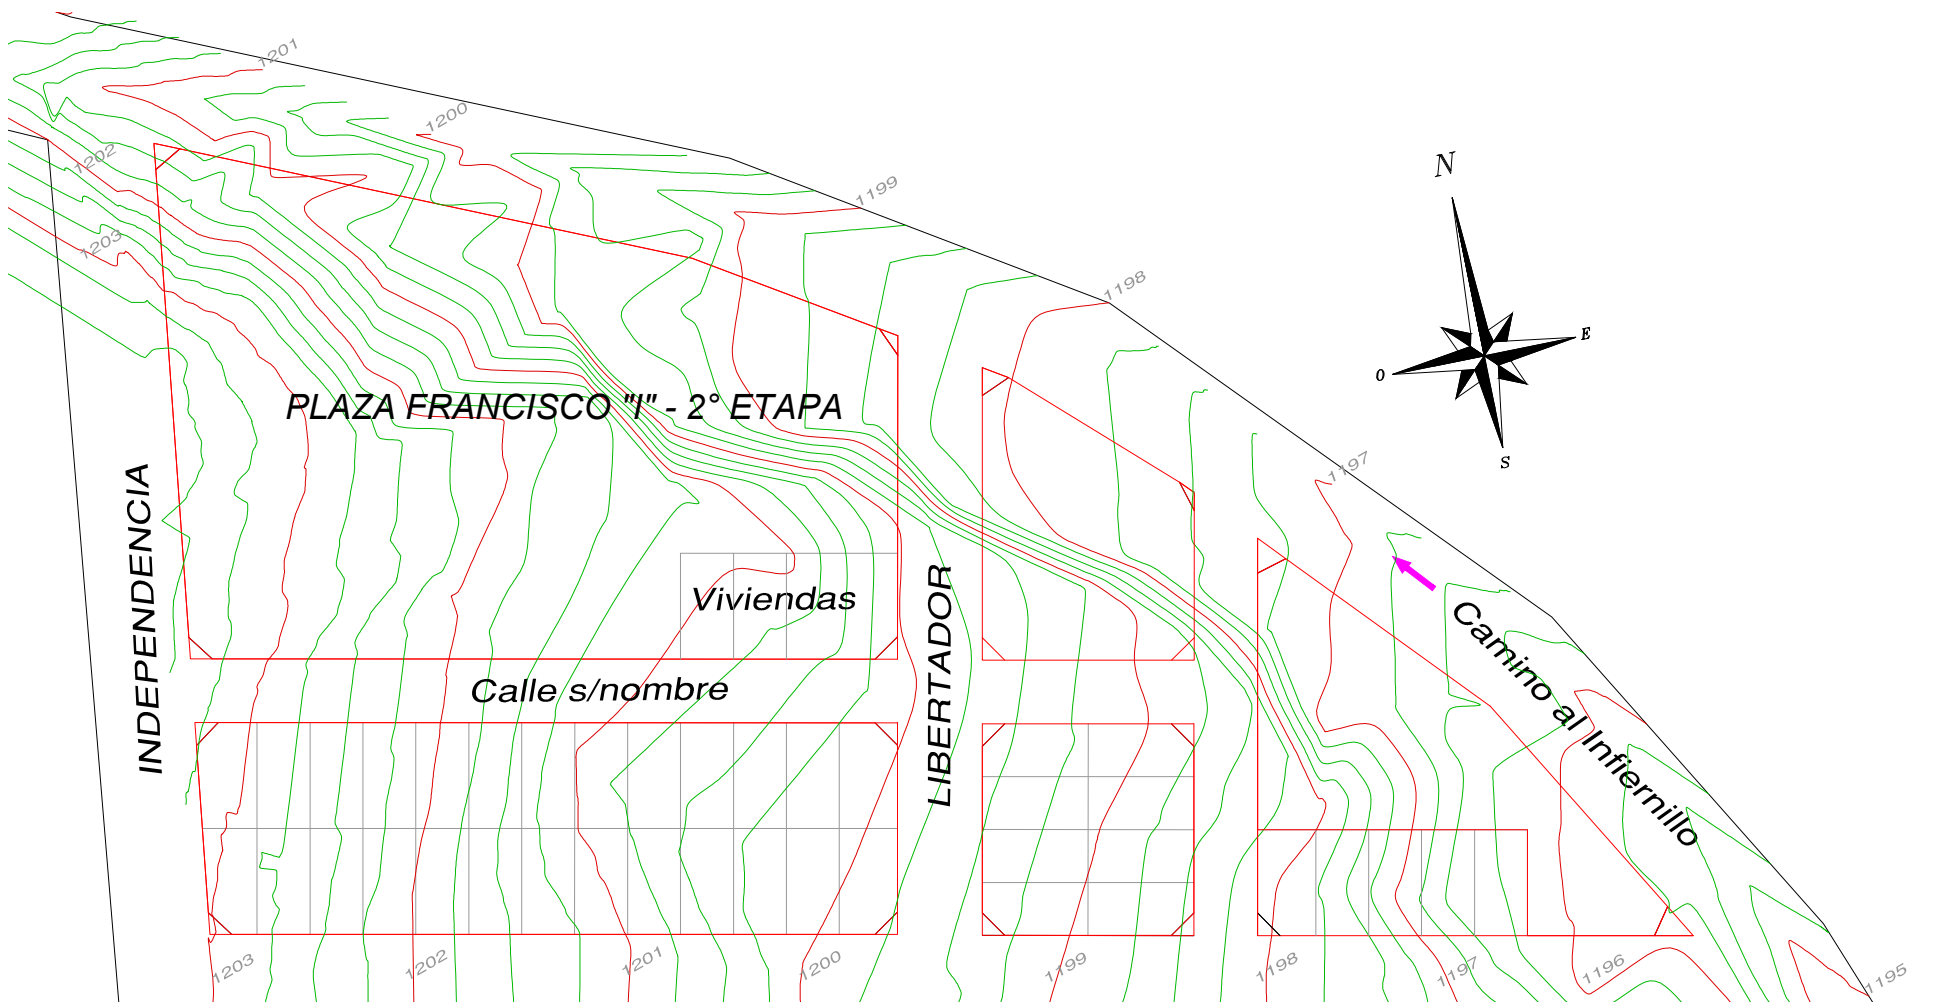 1201
1200
1202
N
1199
1203
1198
E
O
PLAZA FRANCISCO "I" - 2° ETAPA
S
1197
INDEPENDENCIA
LIBERTADOR
Viviendas
Camino al Infiernillo
Calle s/nombre
1203
1202
1201
1200
1199
1198
1197
1196
1195